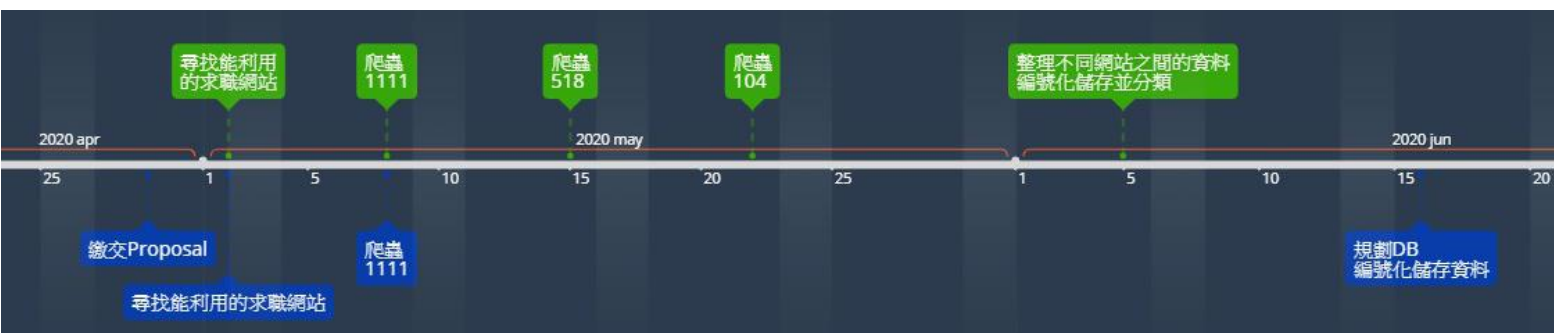 尋找能利用
的求職網站
爬蟲
1111
爬蟲
518
爬蟲
104
整理不同網站之間的資料
編號化儲存並分類
2020 apr
2020 may
2020 jun
25
1
5
10
15
20
25
1
5
10
15
20
繳交Proposal
爬蟲
1111
規劃DB
編號化儲存資料
尋找能利用的求職網站